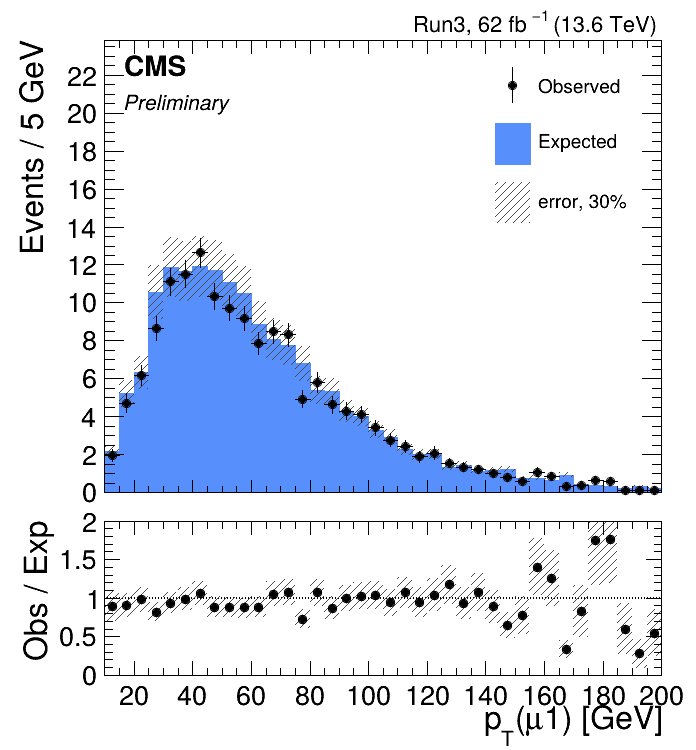 Run3, 62 fb⁻¹ (13.6 TeV)
CMS
Preliminary
Observed
Expected
error, 30%
Events / 5 GeV
22
20
18
16
14
12
10
8
6
4
2
0
Obs / Exp
2
1.5
1
0.5
0
20 40 60 80 100 120 140 160 180 200
p_T(μ1) [GeV]